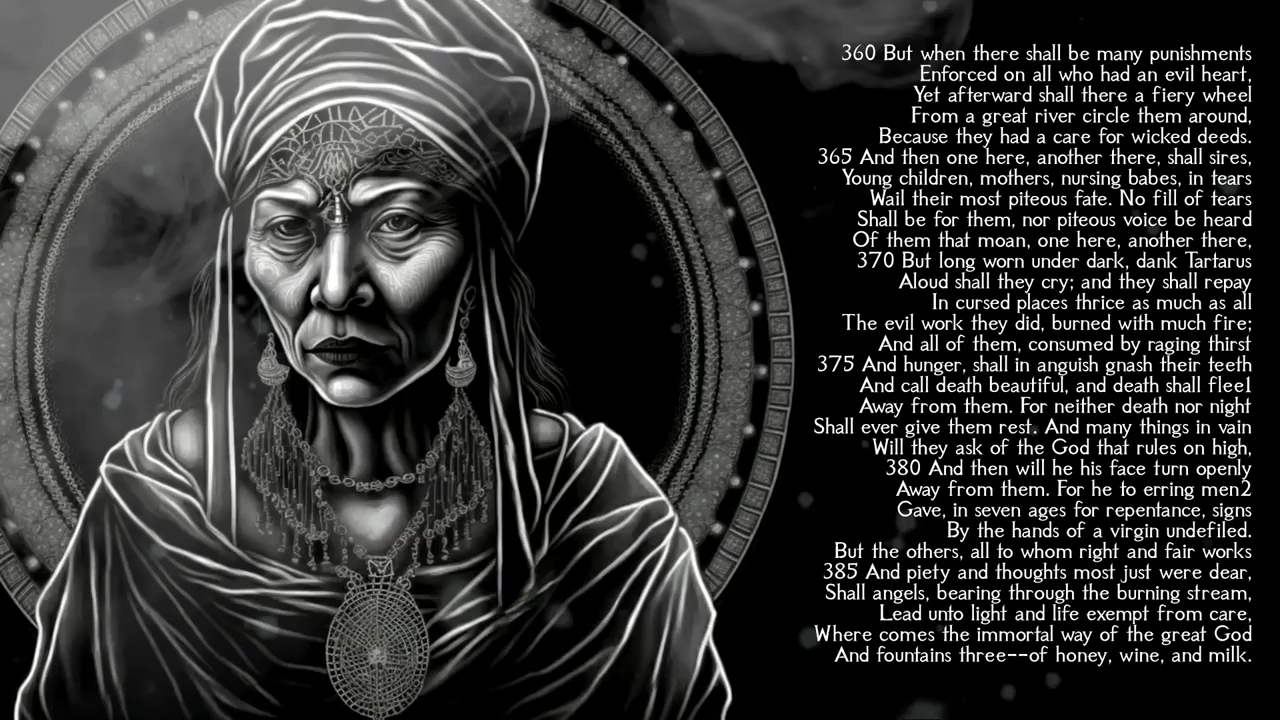 360 But when there shall be many punishments
Enforced on all who had an evil heart,
Yet afterward shall there a fiery wheel
From a great river circle them around,
Because they had a care for wicked deeds.
365 And then one here, another there, shall sires,
Young children, mothers, nursing babes, in tears
Wail their most piteous fate. No fill of tears
Shall be for them, nor piteous voice be heard
Of them that moan, one here, another there,
370 But long worn under dark, dank Tartarus
Aloud shall they cry; and they shall repay
In cursed places thrice as much as all
The evil work they did, burned with much fire;
And all of them, consumed by raging thirst
375 And hunger, shall in anguish gnash their teeth
And call death beautiful, and death shall flee1
Away from them. For neither death nor night
Shall ever give them rest. And many things in vain
Will they ask of the God that rules on high,
380 And then will he his face turn openly
Away from them. For he to erring men2
Gave, in seven ages for repentance, signs
By the hands of a virgin undefiled.
But the others, all to whom right and fair works
385 And piety and thoughts most just were dear,
Shall angels, bearing through the burning stream,
Lead unto light and life exempt from care,
Where comes the immortal way of the great God
And fountains three--of honey, wine, and milk.